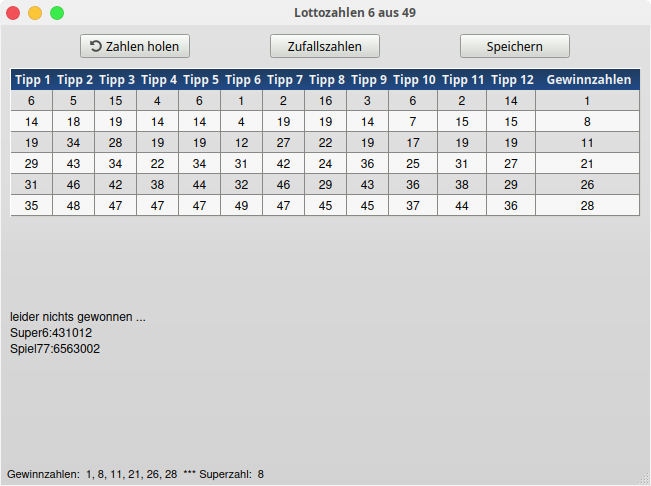 Lottozahlen 6 aus 49
Zahlen holen Zufallszahlen Speichern
Tipp 1 Tipp 2 Tipp 3 Tipp 4 Tipp 5 Tipp 6 Tipp 7 Tipp 8 Tipp 9 Tipp 10 Tipp 11 Tipp 12 Gewinnzahlen
6 5 15 4 6 1 2 16 3 6 2 14 1
14 18 19 14 14 4 19 19 14 7 15 15 8
19 34 28 19 19 12 27 22 19 17 19 19 11
29 43 34 22 34 31 42 24 36 25 31 27 21
31 46 42 38 44 32 46 29 43 36 38 29 26
35 48 47 47 47 49 47 45 45 37 44 36 28
leider nichts gewonnen ...
Super6:431012
Spiel77:6563002
Gewinnzahlen: 1, 8, 11, 21, 26, 28 *** Superzahl: 8